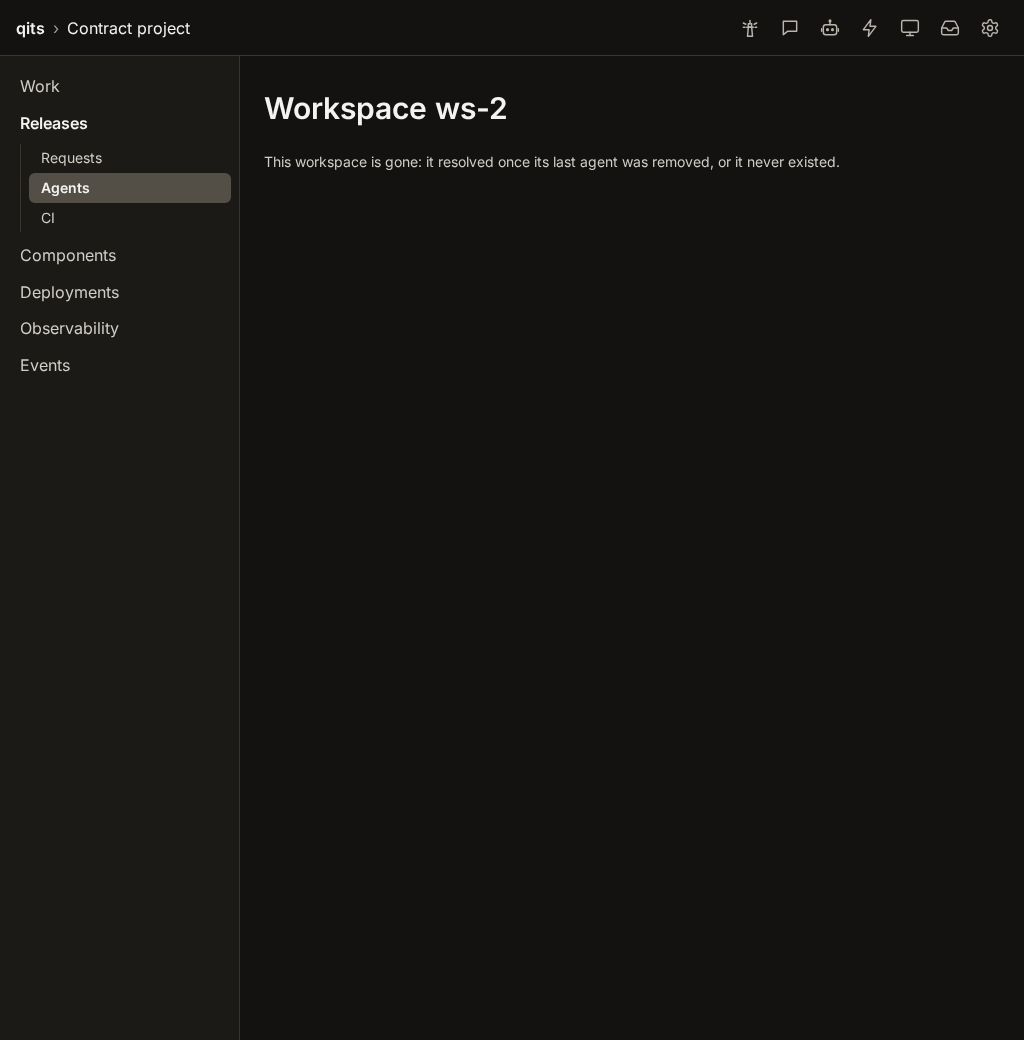 qits › Contract project
Work
Releases
Requests
Agents
CI
Components
Deployments
Observability
Events
Workspace ws-2
This workspace is gone: it resolved once its last agent was removed, or it never existed.